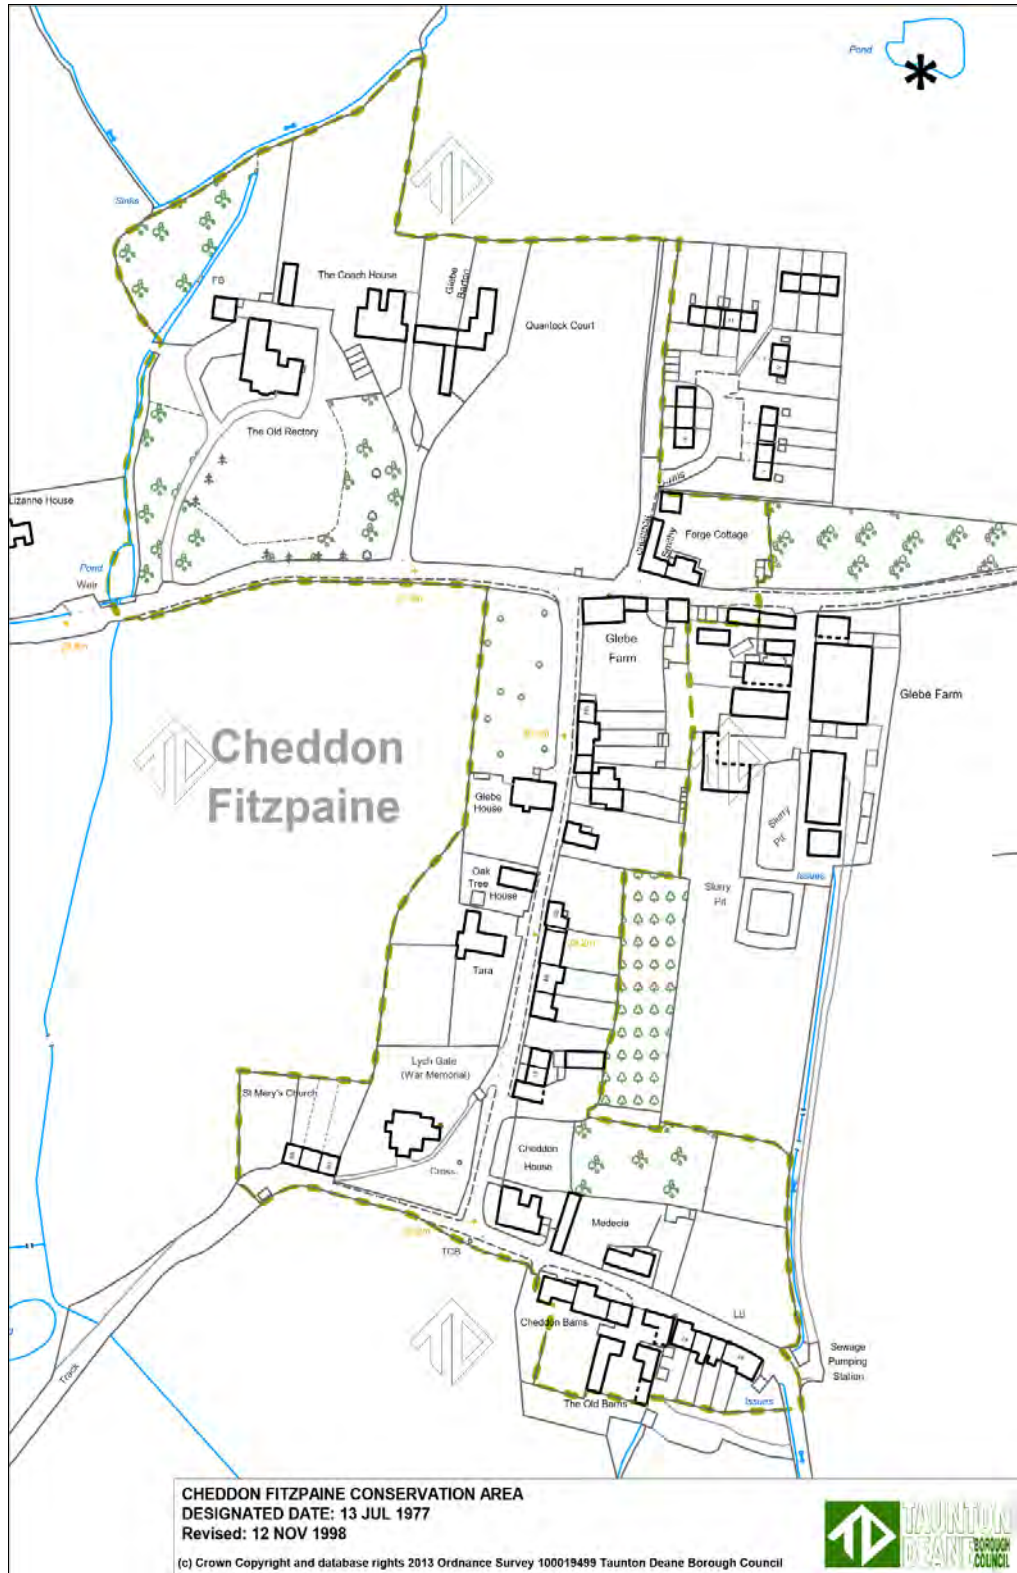 Pond
Sinks
FB
The Coach House
Glebe
Barton
Quantock Court
The Old Rectory
Lizanne House
Smithy
Forge Cottage
Pond
Weir
Glebe
Farm
Glebe Farm
Cheddon
Fitzpaine
Glebe
House
Slurry
Pit
Issues
Oak
Tree
House
Slurry
Pit
Tara
Lych Gate
(War Memorial)
St Mary's Church
Cheddon
House
Cross
Medecia
TCB
LB
Cheddon Barns
Sewage
Pumping
Station
Track
The Old Barns
Issues
CHEDDON FITZPAINE CONSERVATION AREA
DESIGNATED DATE: 13 JUL 1977
Revised: 12 NOV 1998
(c) Crown Copyright and database rights 2013 Ordnance Survey 100019499 Taunton Deane Borough Council
TAUNTON
DEANE BOROUGH
COUNCIL